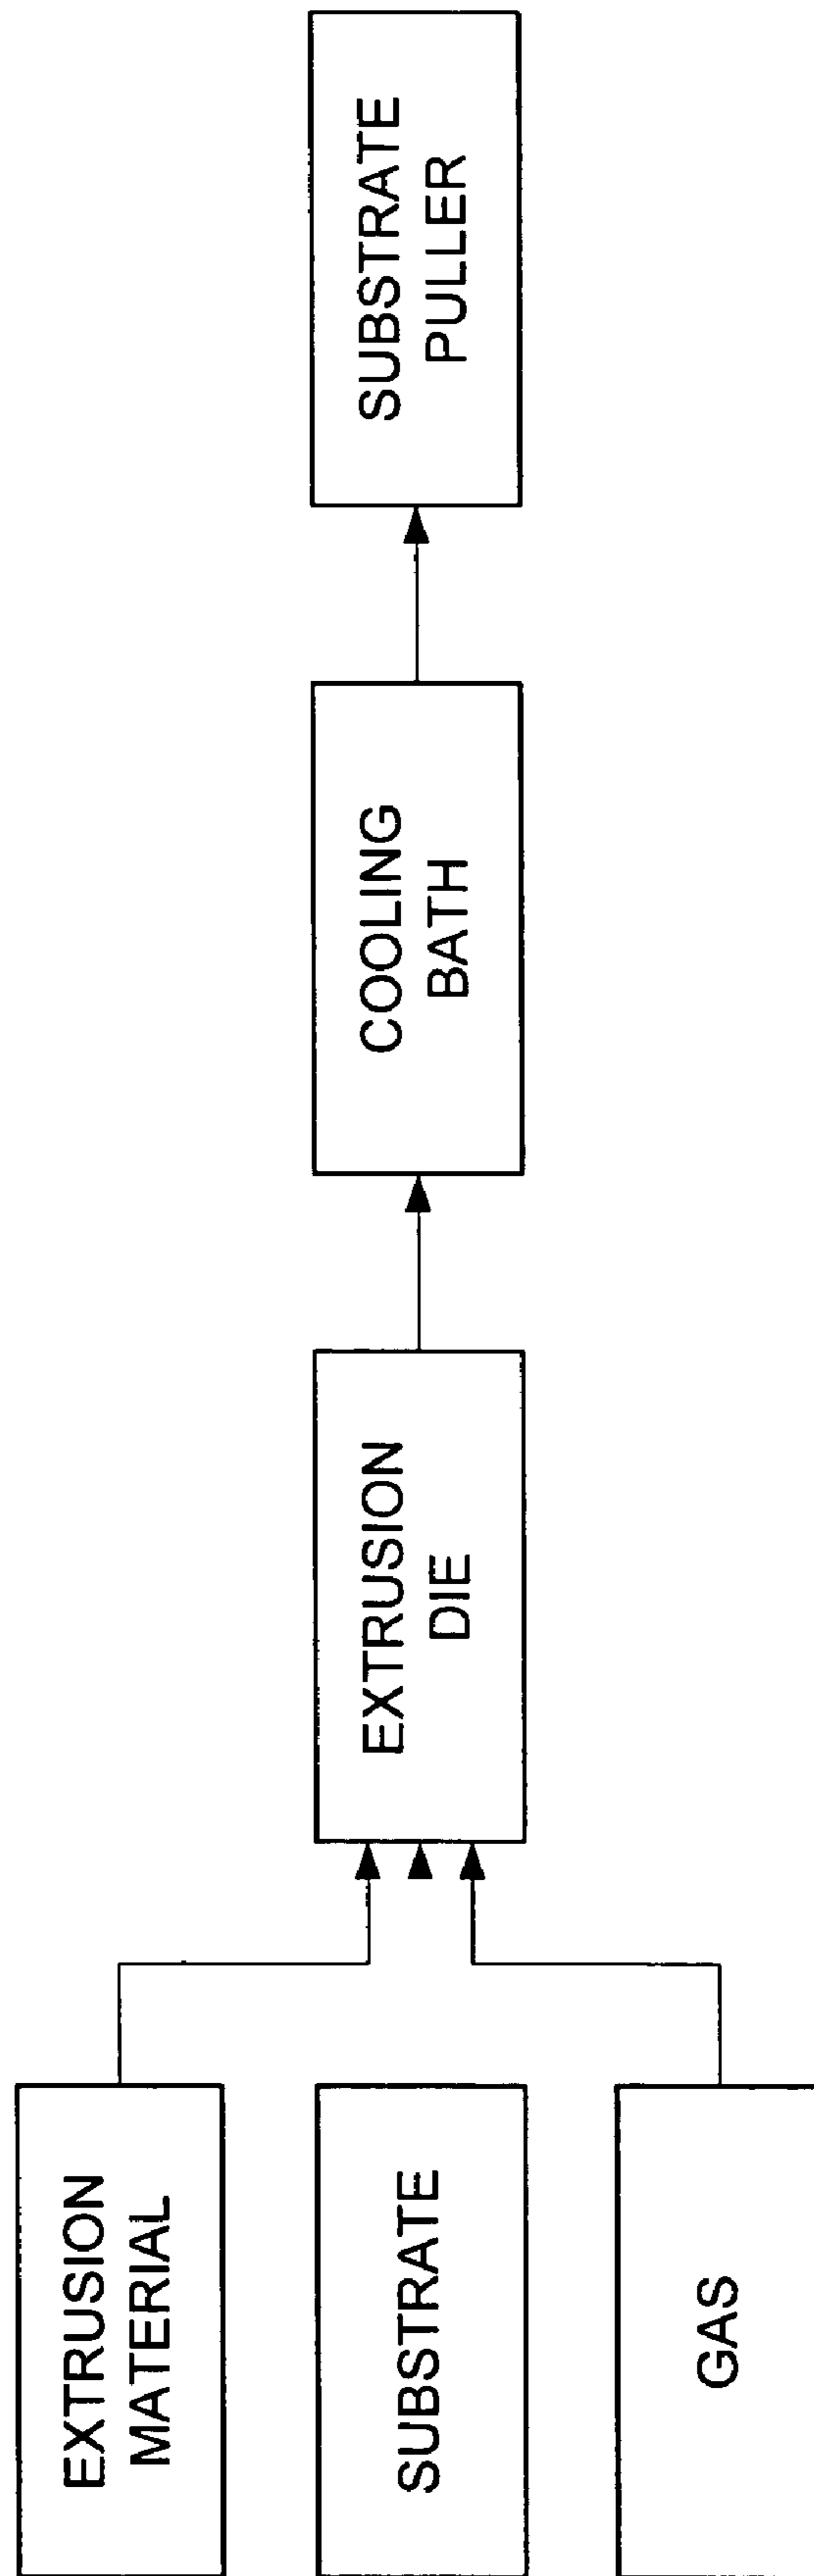 EXTRUSION
MATERIAL
SUBSTRATE
GAS
EXTRUSION
DIE
COOLING
BATH
SUBSTRATE
PULLER